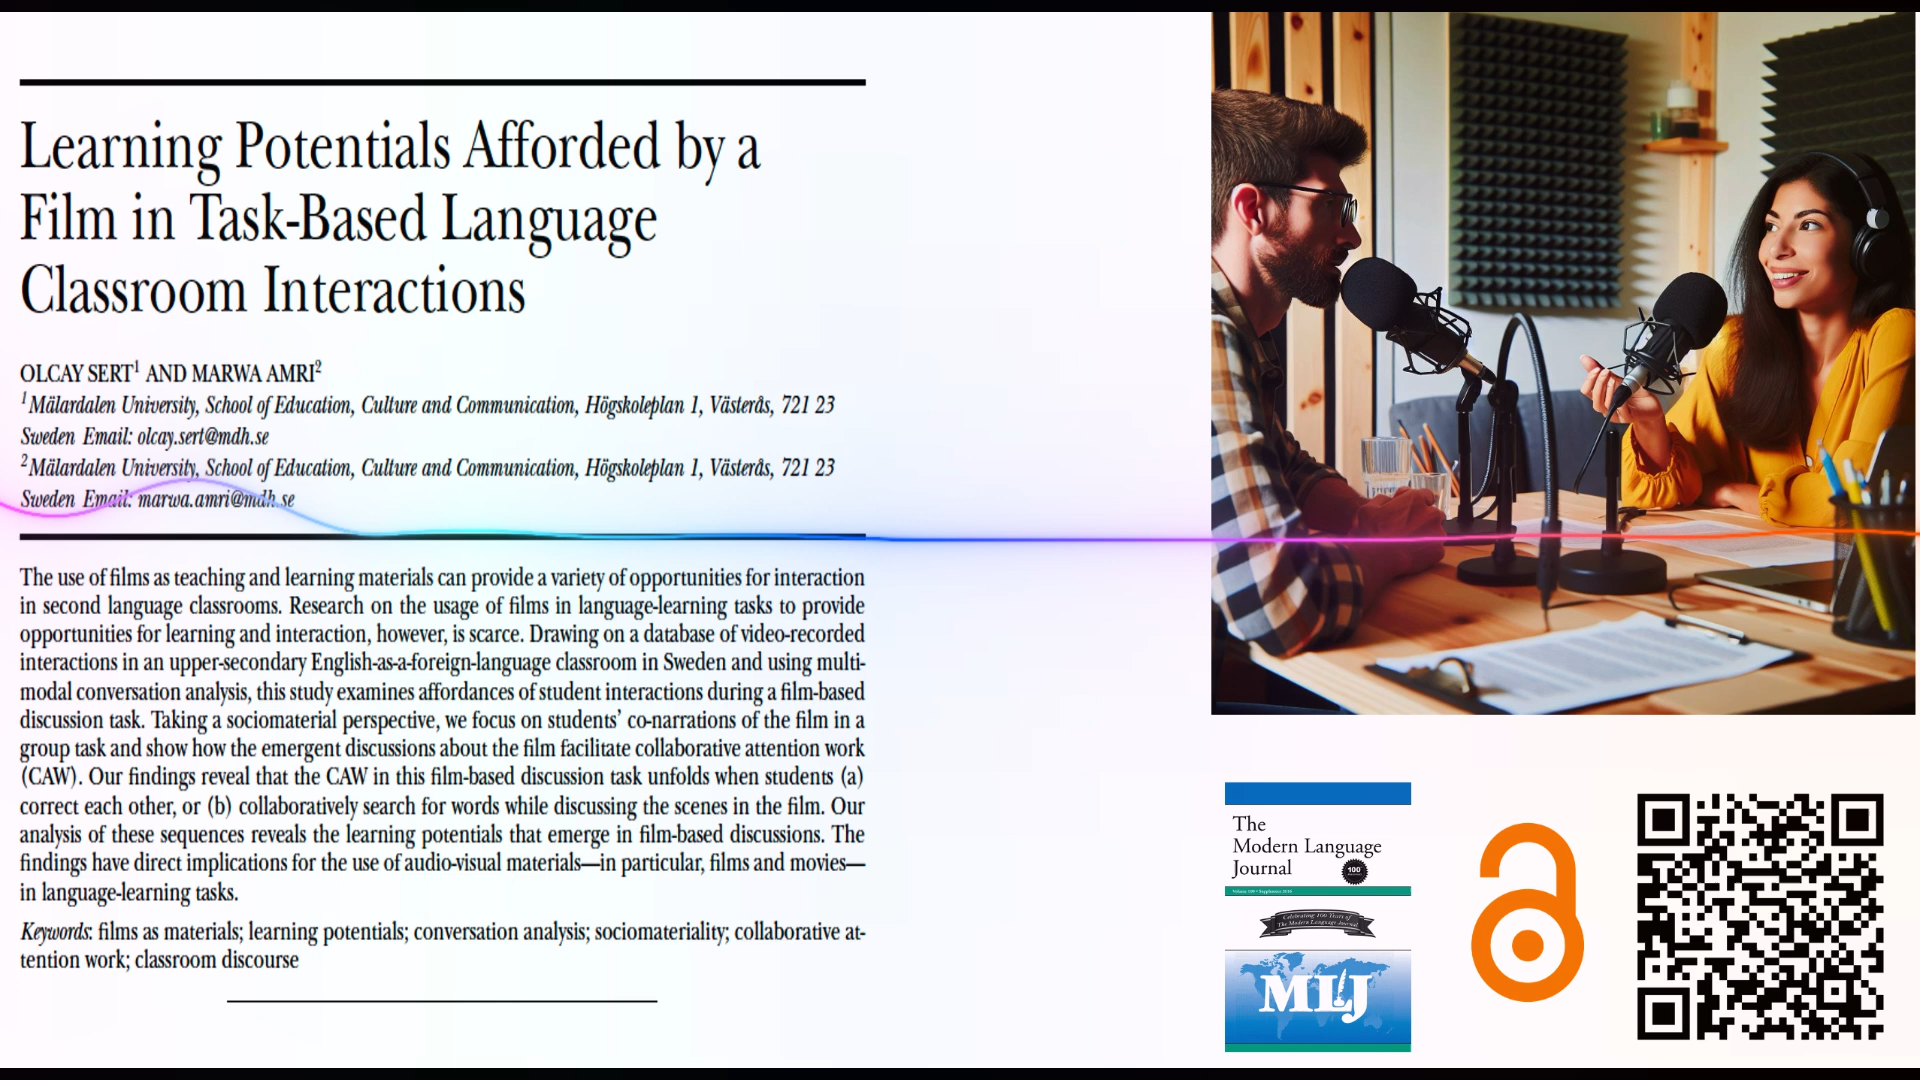 Learning Potentials Afforded by a
Film in Task-Based Language
Classroom Interactions
OLCAY SERT1 AND MARWA AMRI2
1Mälardalen University, School of Education, Culture and Communication, Högskoleplan 1, Västerås, 721 23
Sweden Email: olcay.sert@mdh.se
2Mälardalen University, School of Education, Culture and Communication, Högskoleplan 1, Västerås, 721 23
Sweden Email: marwa.amri@mdh.se
The use of films as teaching and learning materials can provide a variety of opportunities for interaction
in second language classrooms. Research on the usage of films in language-learning tasks to provide
opportunities for learning and interaction, however, is scarce. Drawing on a database of video-recorded
interactions in an upper-secondary English-as-a-foreign-language classroom in Sweden and using multi-
modal conversation analysis, this study examines affordances of student interactions during a film-based
discussion task. Taking a sociomaterial perspective, we focus on students’ co-narrations of the film in a
group task and show how the emergent discussions about the film facilitate collaborative attention work
(CAW). Our findings reveal that the CAW in this film-based discussion task unfolds when students (a)
correct each other, or (b) collaboratively search for words while discussing the scenes in the film. Our
analysis of these sequences reveals the learning potentials that emerge in film-based discussions. The
findings have direct implications for the use of audio-visual materials—in particular, films and movies—
in language-learning tasks.
Keywords: films as materials; learning potentials; conversation analysis; sociomateriality; collaborative at-
tention work; classroom discourse
The
Modern Language
Journal
100
Celebrating 100 Years of
The Modern Language Journal
MLJ